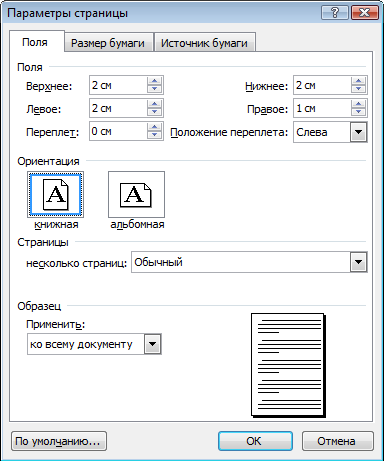 Параметры страницы
Поля Размер бумаги Источник бумаги
Поля
Верхнее: 2 см Нижнее: 2 см
Левое: 2 см Правое: 1 см
Переплет: 0 см Положение переплета: Слева
Ориентация
A A
книжная альбомная
Страницы
несколько страниц: Обычный
Образец
Применить:
ко всему документу
По умолчанию... ОК Отмена